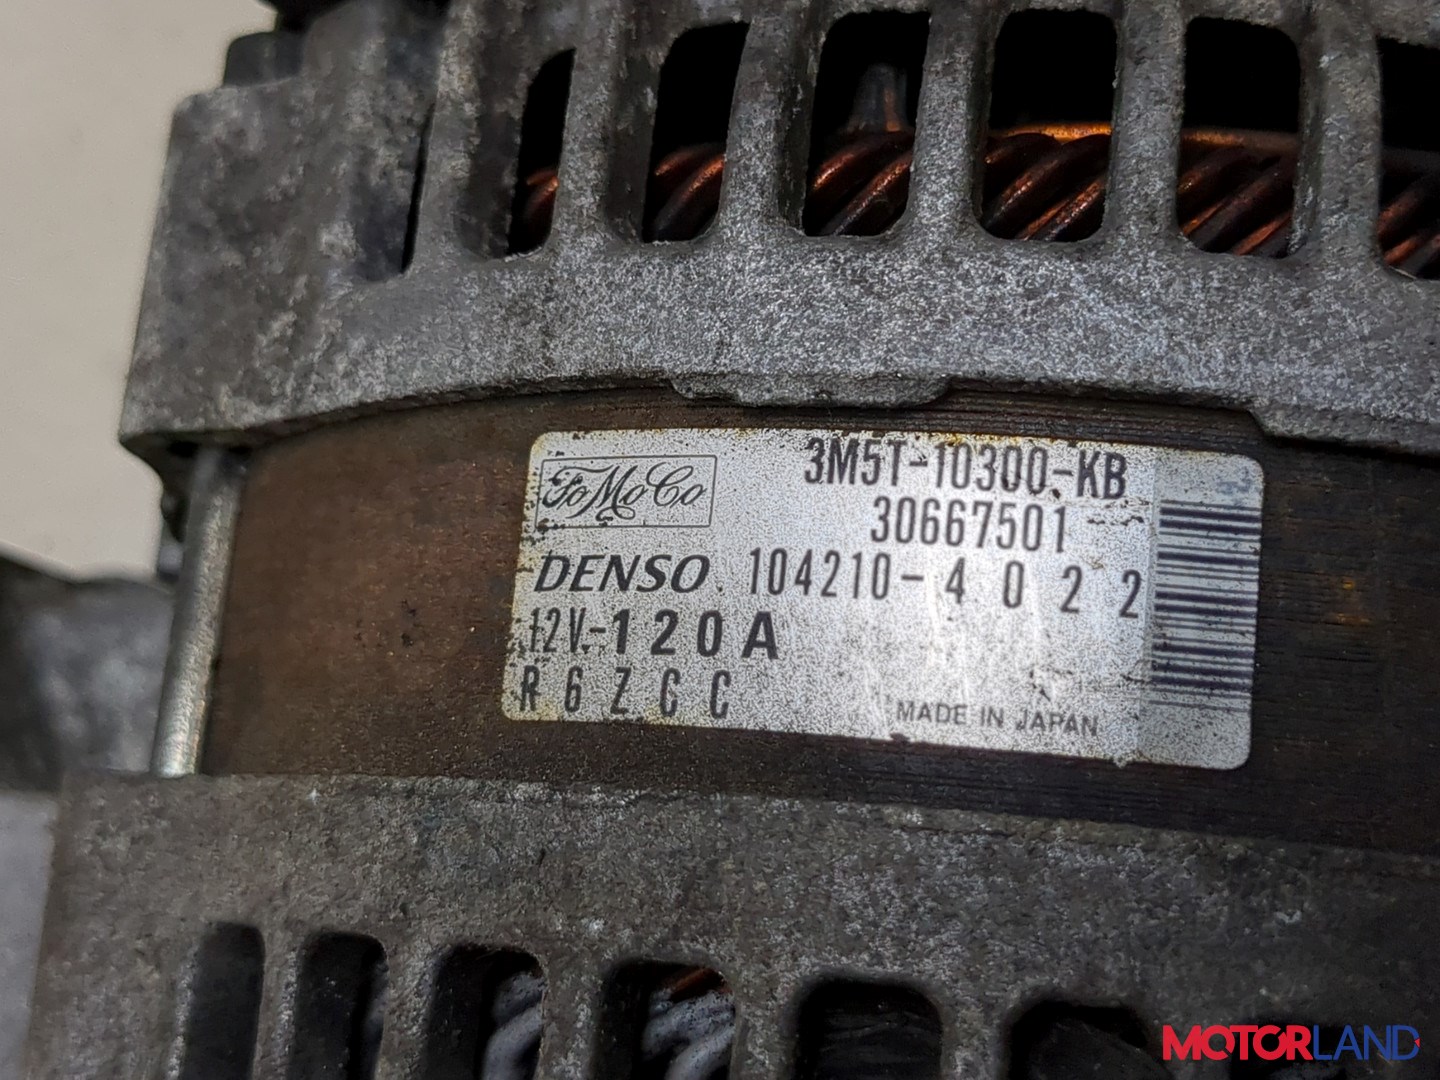 FoMoCo
3M5T-10300-KB
30667501
DENSO 104210-4022
12V-120A
R6ZCC
MADE IN JAPAN
MOTORLAND